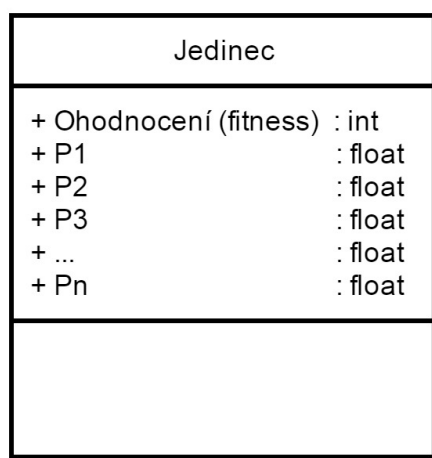 Jedinec
+ Ohodnocení (fitness) : int
+ P1 : float
+ P2 : float
+ P3 : float
+ ... : float
+ Pn : float